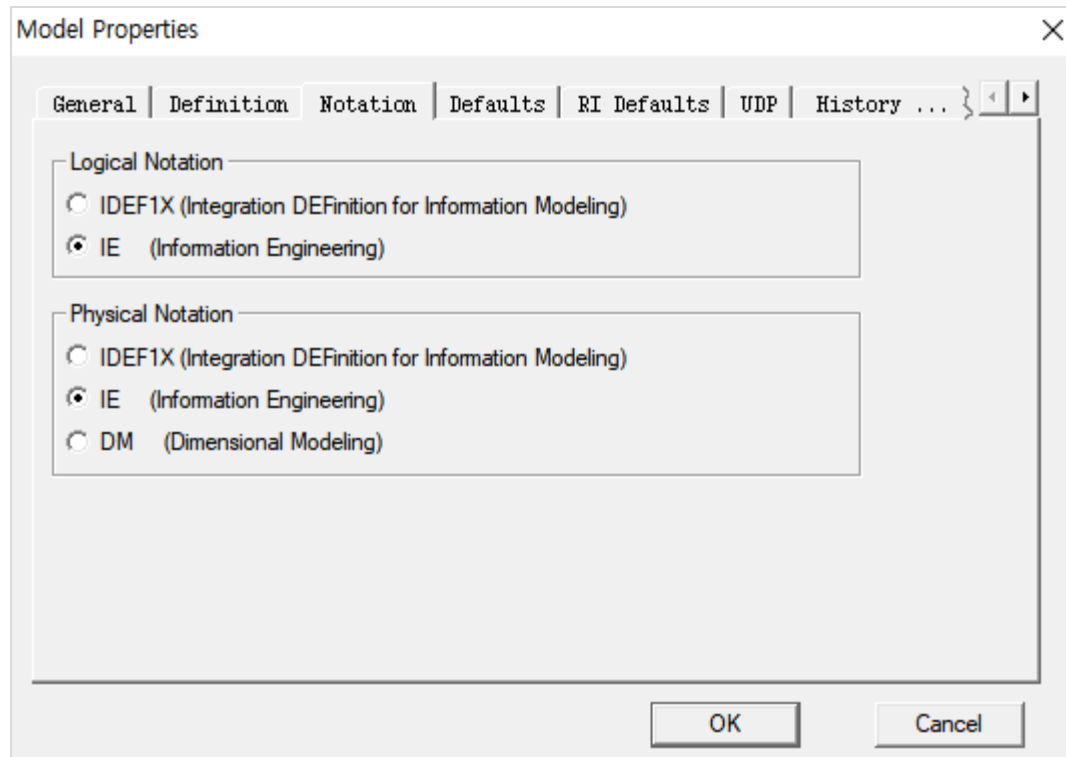 Model Properties
General Definition Notation Defaults RI Defaults UDP History ...
Logical Notation
IDEF1X (Integration DEFinition for Information Modeling)
IE (Information Engineering)
Physical Notation
IDEF1X (Integration DEFinition for Information Modeling)
IE (Information Engineering)
DM (Dimensional Modeling)
OK Cancel